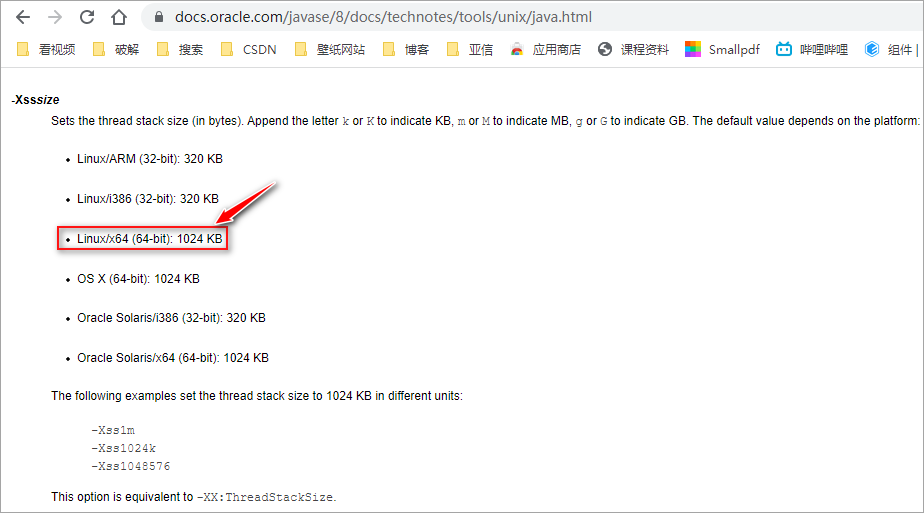 docs.oracle.com/javase/8/docs/technotes/tools/unix/java.html
看视频 破解 搜索 CSDN 壁纸网站 博客 亚信 应用商店 课程资料 Smallpdf 哔哩哔哩 组件 |
-Xsssize
Sets the thread stack size (in bytes). Append the letter k or K to indicate KB, m or M to indicate MB, g or G to indicate GB. The default value depends on the platform:
• Linux/ARM (32-bit): 320 KB
• Linux/i386 (32-bit): 320 KB
• Linux/x64 (64-bit): 1024 KB
• OS X (64-bit): 1024 KB
• Oracle Solaris/i386 (32-bit): 320 KB
• Oracle Solaris/x64 (64-bit): 1024 KB
The following examples set the thread stack size to 1024 KB in different units:
-Xss1m
-Xss1024k
-Xss1048576
This option is equivalent to -XX:ThreadStackSize.